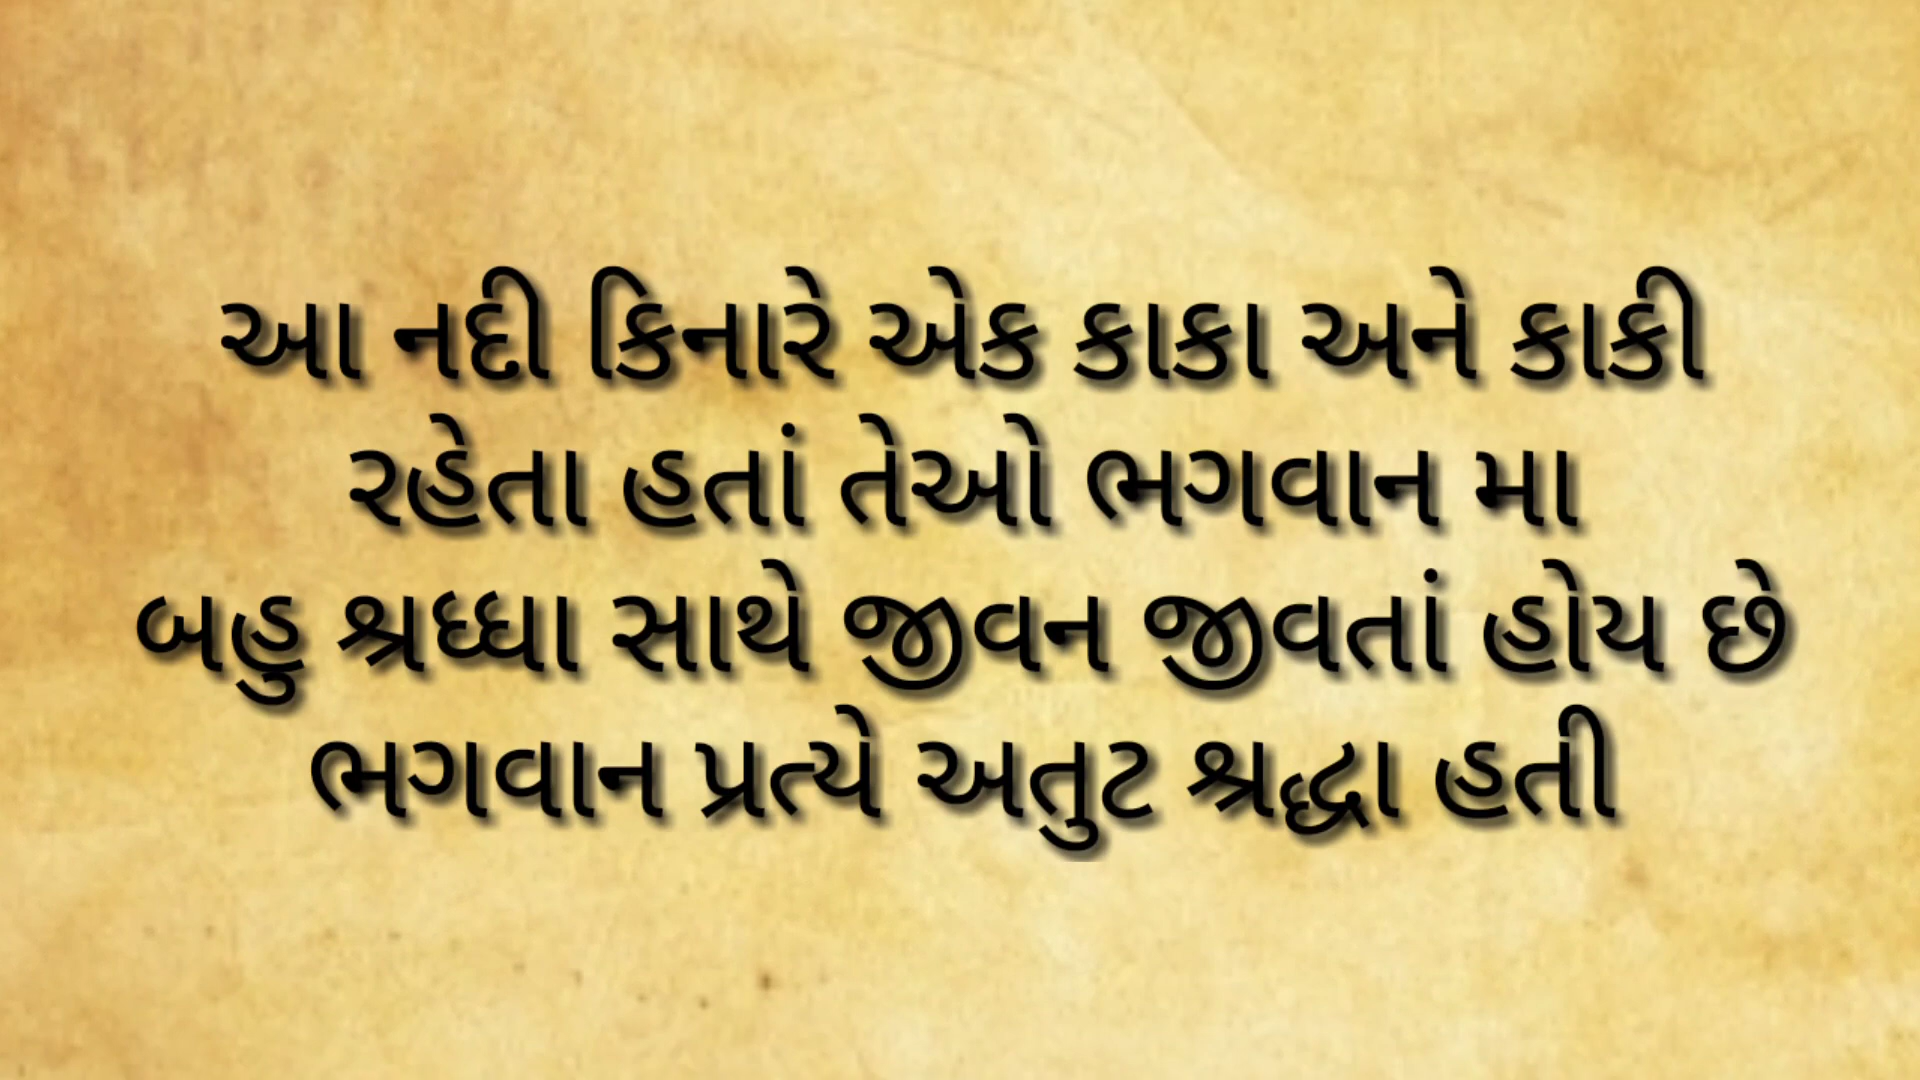 આ નદી કિનારે એક કાકા અને કાકી
રહેતા હતાં તેઓ ભગવાન મા
બહુ શ્રધ્ધા સાથે જીવન જીવતાં હોય છે
ભગવાન પ્રત્યે અતુટ શ્રદ્ધા હતી